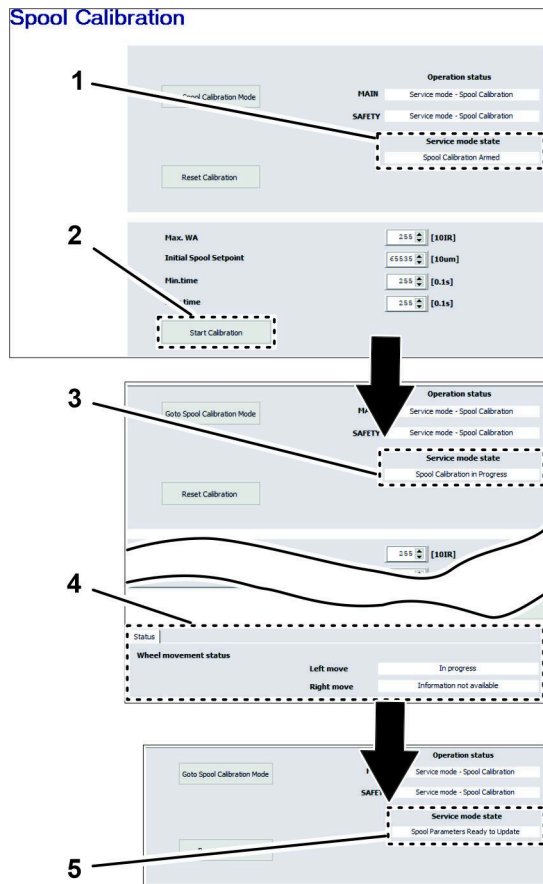 Spool Calibration
1
Operation status
Spool Calibration Mode
MAIN Service mode - Spool Calibration
SAFETY Service mode - Spool Calibration
Service mode state
Spool Calibration Armed
Reset Calibration
2
Max. WA 255 [10IR]
Initial Spool Setpoint 65535 [10um]
Min.time 255 [0.1s]
time 255 [0.1s]
Start Calibration
3
Operation status
Goto Spool Calibration Mode
Service mode - Spool Calibration
SAFETY Service mode - Spool Calibration
Service mode state
Spool Calibration in Progress
Reset Calibration
255 [10IR]
4
Status
Wheel movement status
Left move In progress
Right move Information not available
Operation status
Goto Spool Calibration Mode
Service mode - Spool Calibration
Service mode - Spool Calibration
Service mode state
Spool Parameters Ready to Update
5